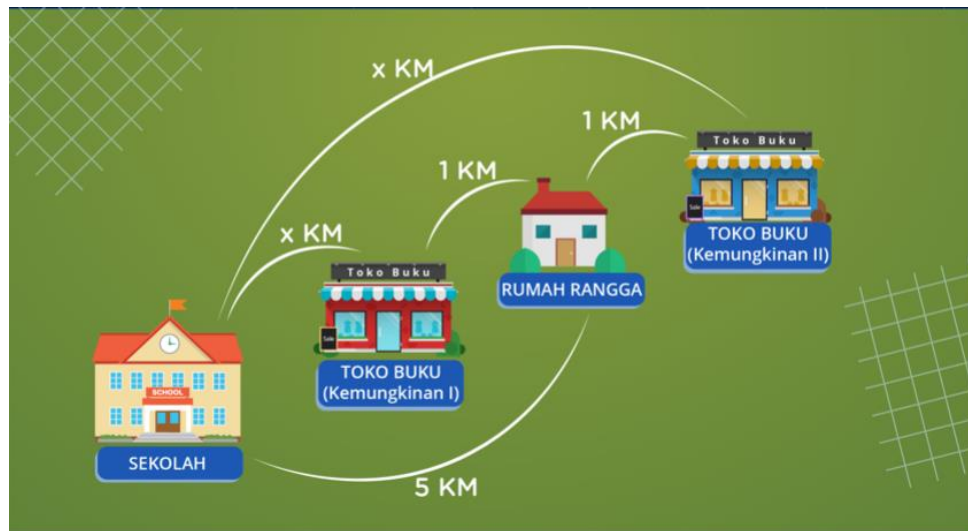 x KM
1 KM
Toko Buku
Sale
TOKO BUKU
(Kemungkinan II)
1 KM
RUMAH RANGGA
x KM
Toko Buku
Sale
TOKO BUKU
(Kemungkinan I)
SCHOOL
SEKOLAH
5 KM